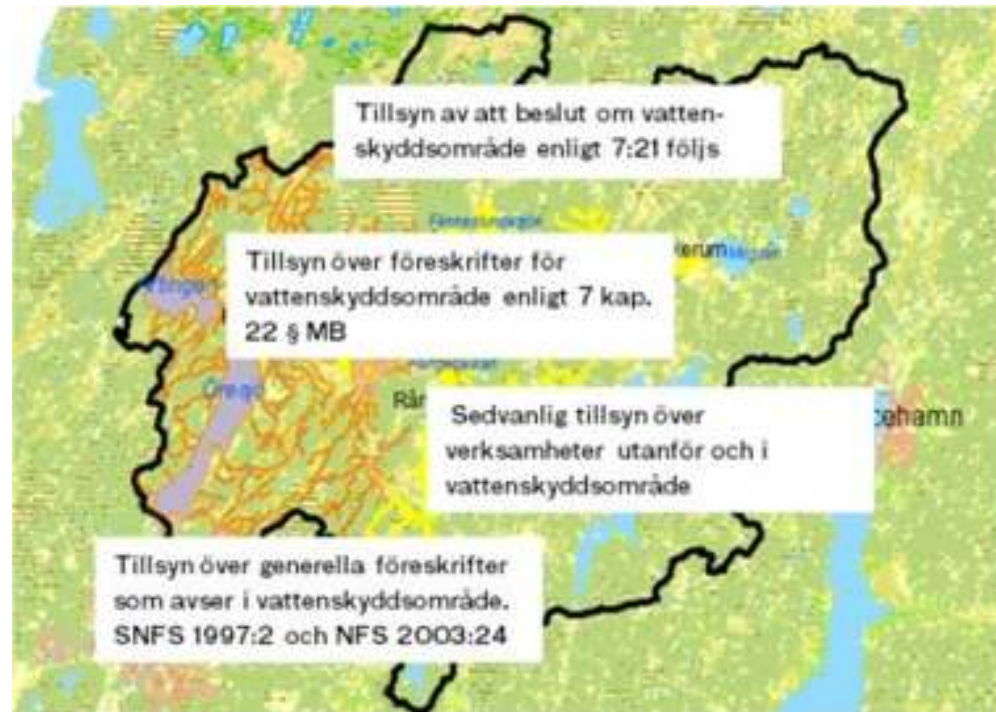 Tillsyn av att beslut om vatten-
skyddsområde enligt 7:21 följs
Tillsyn över föreskrifter för
vattenskyddsområde enligt 7 kap.
22 § MB
Sedvanlig tillsyn över
verksamheter utanför och i
vattenskyddsområde
Tillsyn över generella föreskrifter
som avser i vattenskyddsområde.
SNFS 1997:2 och NFS 2003:24